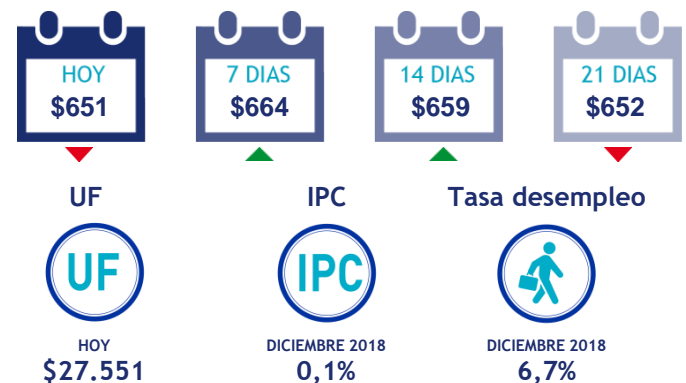 HOY
$651
7 DIAS
$664
14 DIAS
$659
21 DIAS
$652
UF
IPC
Tasa desempleo
UF
IPC
HOY
$27.551
DICIEMBRE 2018
0,1%
DICIEMBRE 2018
6,7%